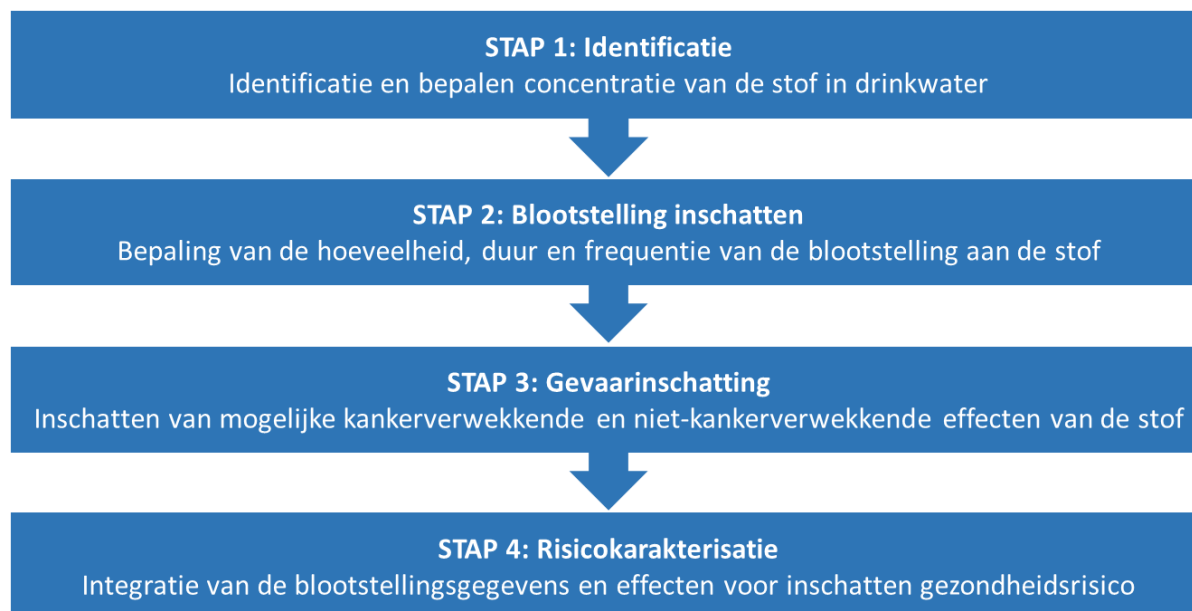 STAP 1: Identificatie
Identificatie en bepalen concentratie van de stof in drinkwater
STAP 2: Blootstelling inschatten
Bepaling van de hoeveelheid, duur en frequentie van de blootstelling aan de stof
STAP 3: Gevaarinschatting
Inschatten van mogelijke kankerverwekkende en niet-kankerverwekkende effecten van de stof
STAP 4: Risicokarakterisatie
Integratie van de blootstellingsgegevens en effecten voor inschatten gezondheidsrisico